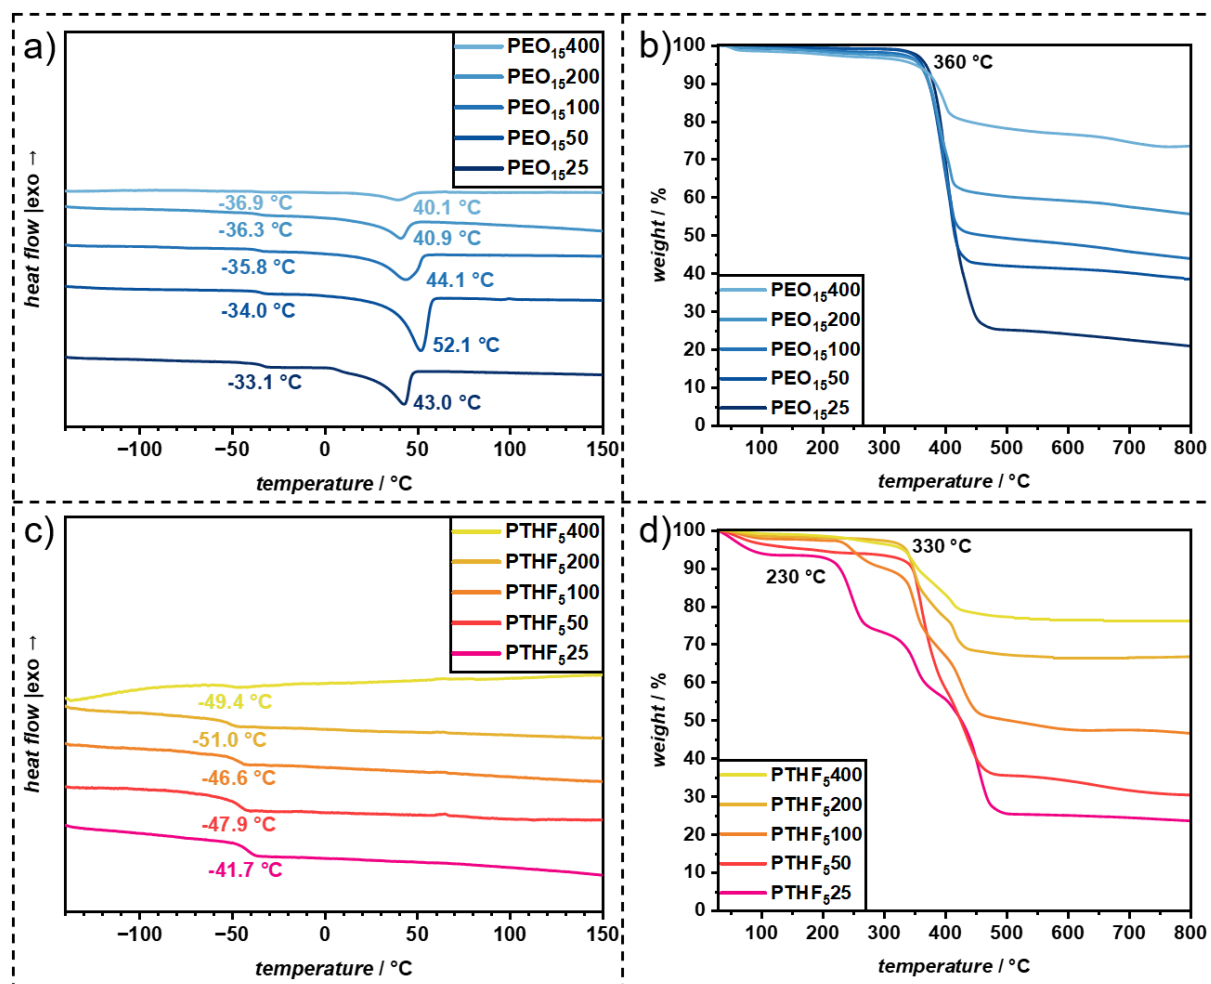 a)
PEO₁₅400
PEO₁₅200
PEO₁₅100
PEO₁₅50
PEO₁₅25
heat flow |exo →
-36.9 °C
40.1 °C
-36.3 °C
40.9 °C
-35.8 °C
44.1 °C
-34.0 °C
52.1 °C
-33.1 °C
43.0 °C
−100 −50 0 50 100 150
temperature / °C
b)
100
90
80
70
60
50
40
30
20
10
0
weight / %
360 °C
PEO₁₅400
PEO₁₅200
PEO₁₅100
PEO₁₅50
PEO₁₅25
100 200 300 400 500 600 700 800
temperature / °C
c)
PTHF₅400
PTHF₅200
PTHF₅100
PTHF₅50
PTHF₅25
heat flow |exo →
-49.4 °C
-51.0 °C
-46.6 °C
-47.9 °C
-41.7 °C
−100 −50 0 50 100 150
temperature / °C
d)
100
90
80
70
60
50
40
30
20
10
0
weight / %
330 °C
230 °C
PTHF₅400
PTHF₅200
PTHF₅100
PTHF₅50
PTHF₅25
100 200 300 400 500 600 700 800
temperature / °C